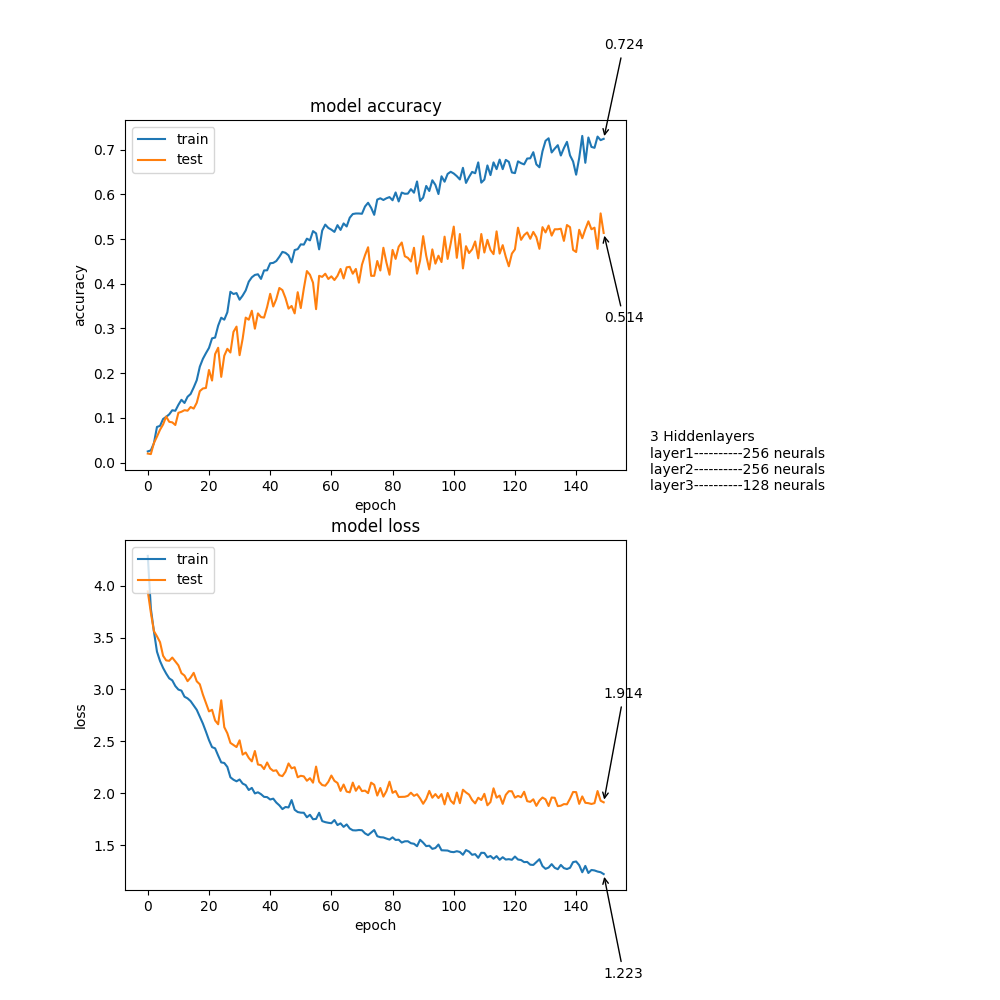 0.724
model accuracy
train
test
0.7
0.6
0.5
0.4
0.3
0.2
0.1
0.0
accuracy
0.514
0 20 40 60 80 100 120 140
epoch
3 Hiddenlayers
layer1----------256 neurals
layer2----------256 neurals
layer3----------128 neurals
model loss
train
test
4.0
3.5
3.0
2.5
2.0
1.5
loss
1.914
0 20 40 60 80 100 120 140
epoch
1.223